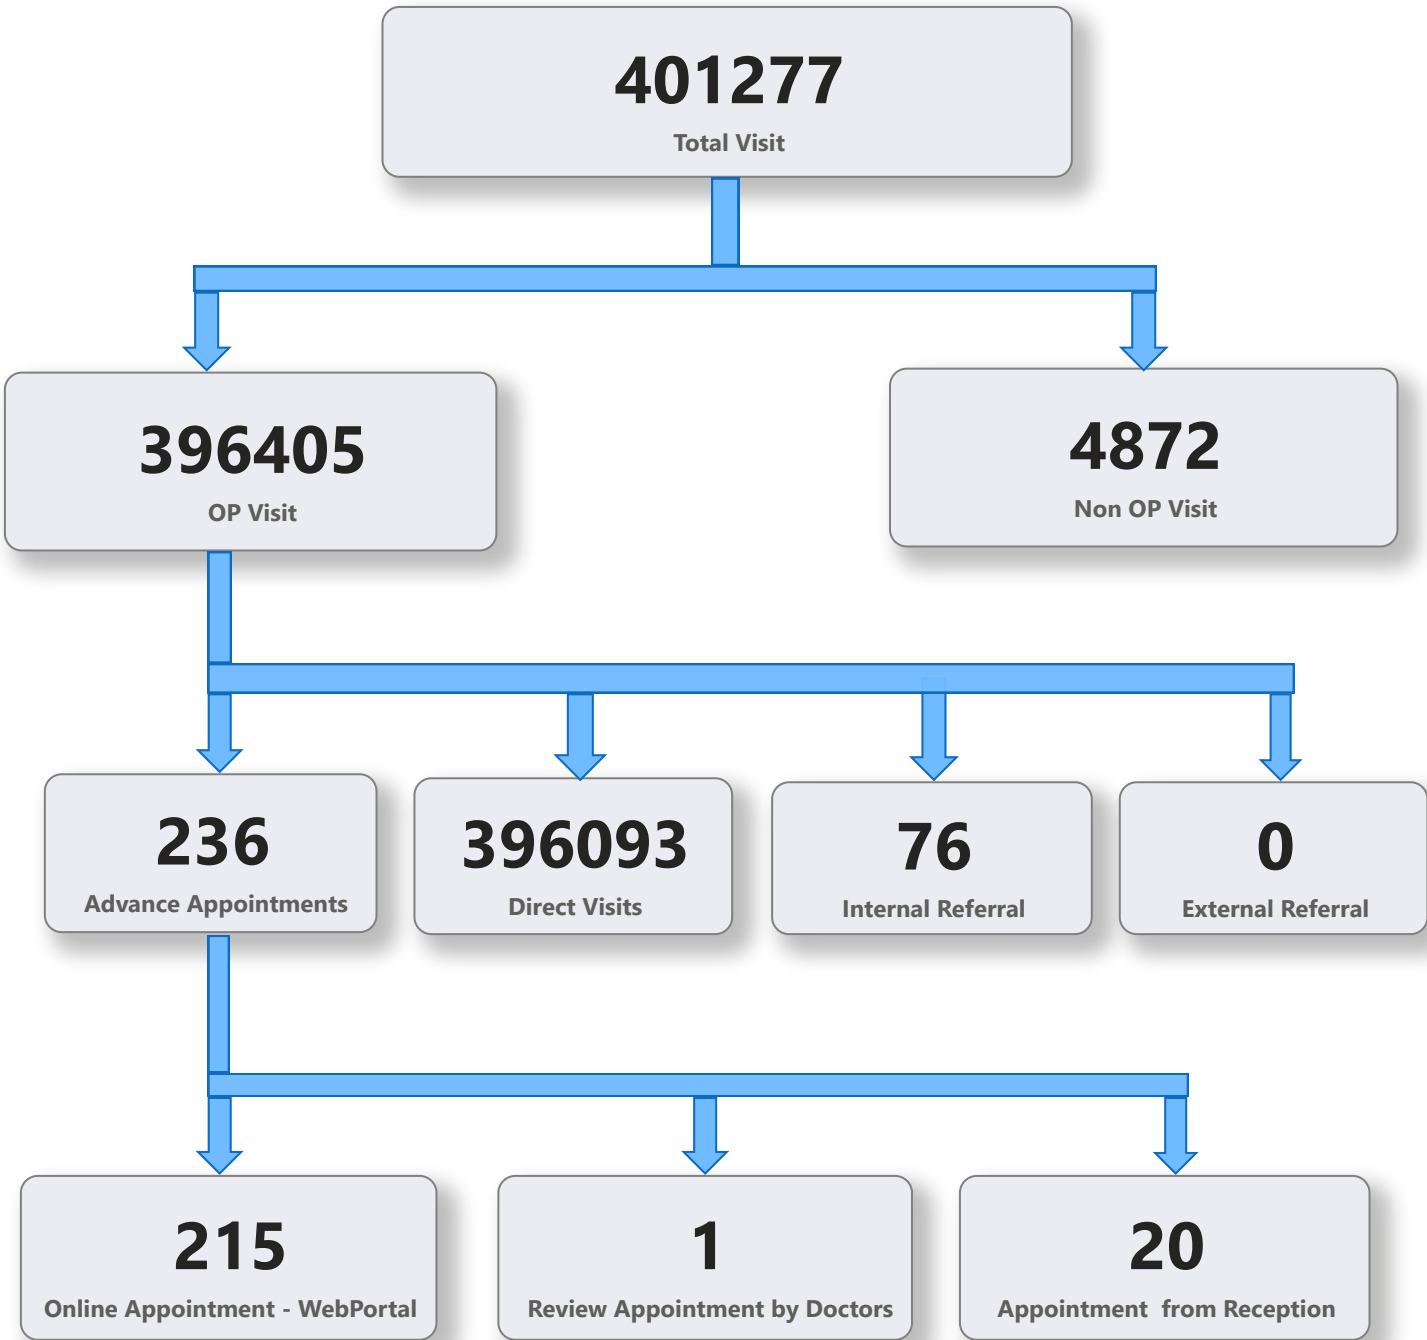 401277
Total Visit
396405
OP Visit
4872
Non OP Visit
236
Advance Appointments
396093
Direct Visits
76
Internal Referral
0
External Referral
215
Online Appointment - WebPortal
1
Review Appointment by Doctors
20
Appointment  from Reception